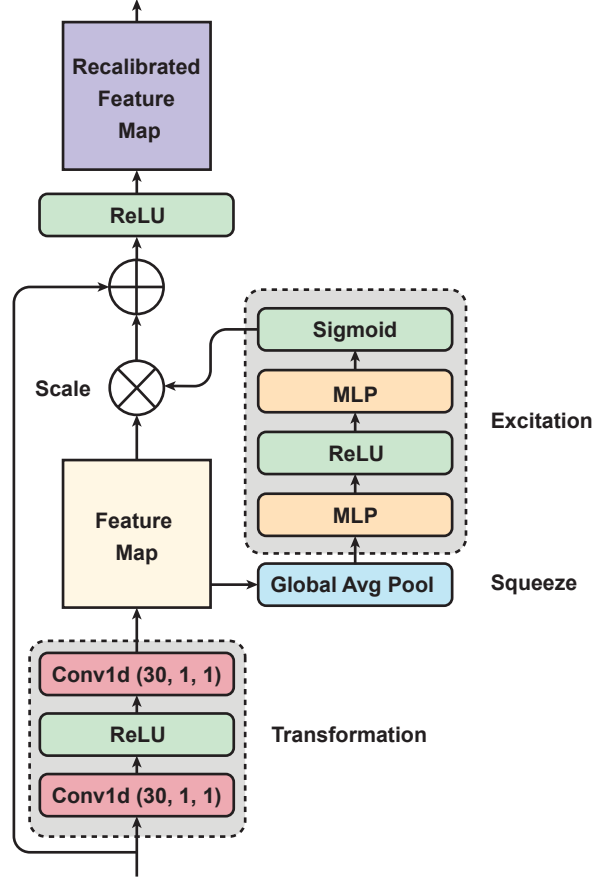 Recalibrated
Feature
Map
ReLU
Sigmoid
Scale
MLP
Excitation
ReLU
Feature
Map
MLP
Global Avg Pool
Squeeze
Conv1d (30, 1, 1)
ReLU
Transformation
Conv1d (30, 1, 1)